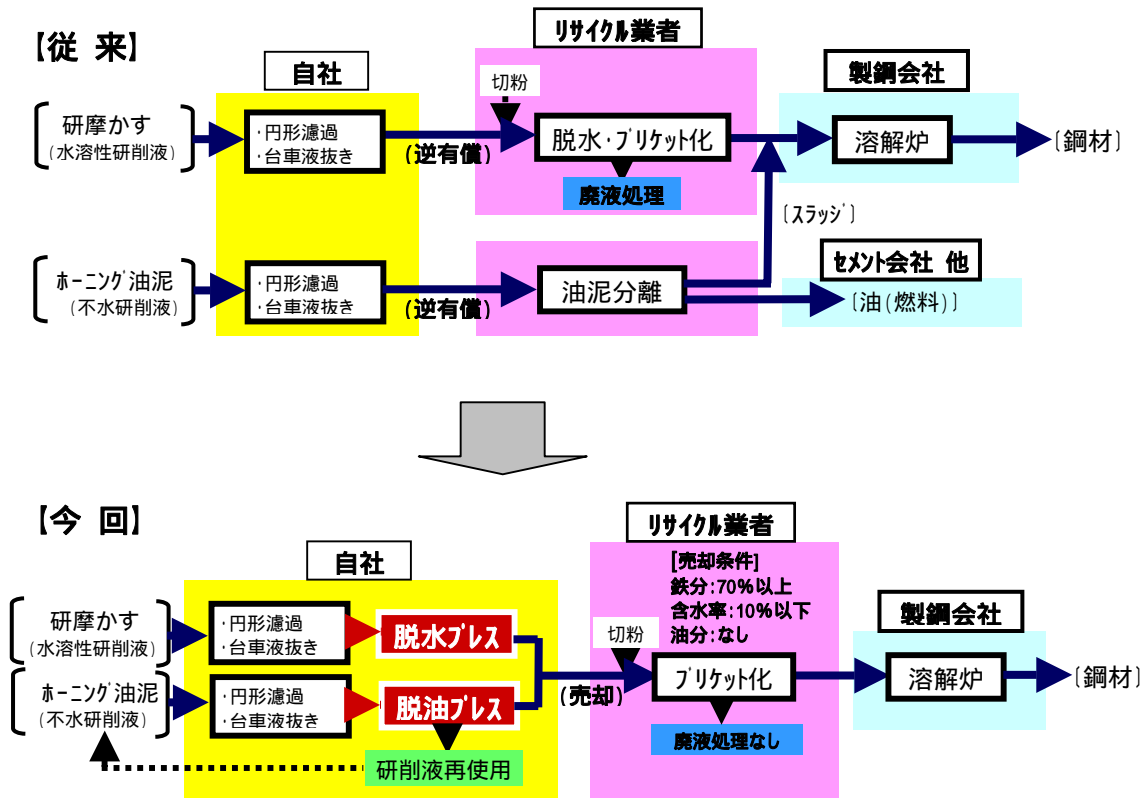 【従 来】
自社
リサイクル業者
製鋼会社
研摩かす
(水溶性研削液)
・円形濾過
・台車液抜き
(逆有償)
切粉
脱水・ブリケット化
廃液処理
溶解炉
〔鋼材〕
〔スラッジ〕
ホーニング油泥
(不水研削液)
・円形濾過
・台車液抜き
(逆有償)
油泥分離
セメント会社 他
〔油(燃料)〕
【今 回】
自社
リサイクル業者
[売却条件]
鉄分:70%以上
含水率:10%以下
油分:なし
製鋼会社
研摩かす
(水溶性研削液)
・円形濾過
・台車液抜き
脱水プレス
ホーニング油泥
(不水研削液)
・円形濾過
・台車液抜き
脱油プレス
研削液再使用
(売却)
切粉
ブリケット化
廃液処理なし
溶解炉
〔鋼材〕